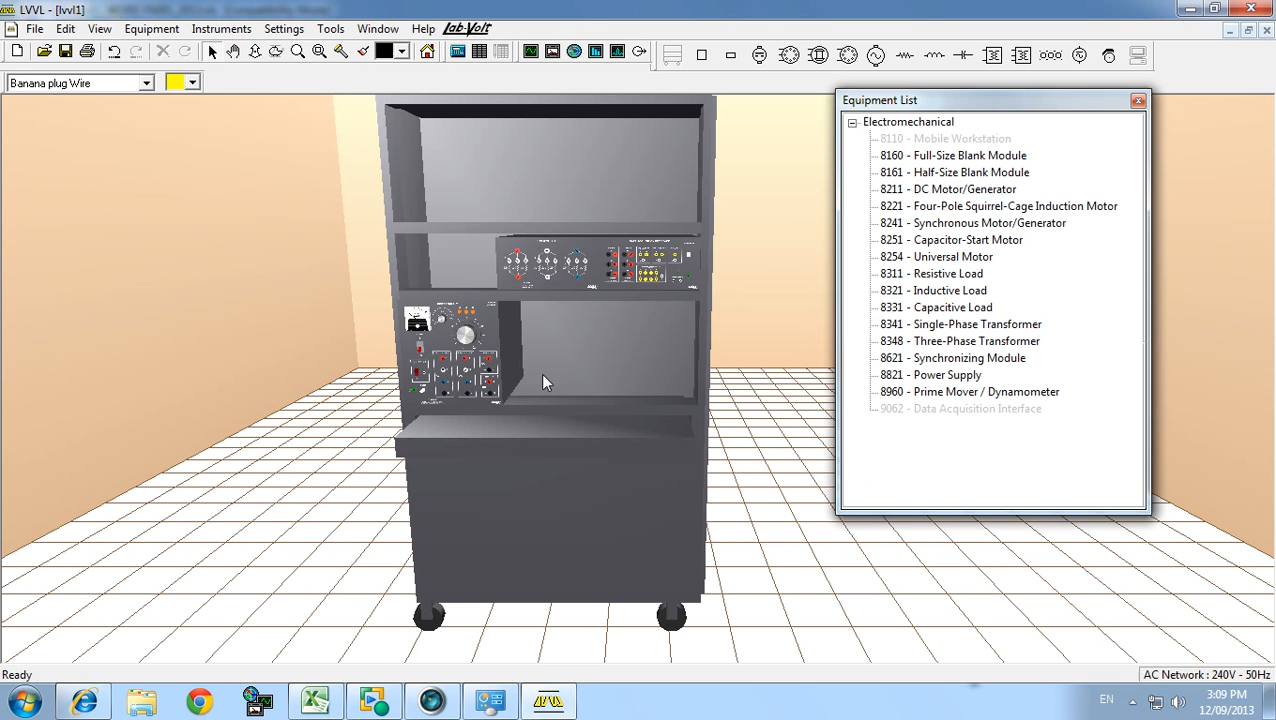 LVVL - [lvvl1]
File Edit View Equipment Instruments Settings Tools Window Help Lab-Volt
Banana plug Wire
Equipment List
Electromechanical
8110 - Mobile Workstation
8160 - Full-Size Blank Module
8161 - Half-Size Blank Module
8211 - DC Motor/Generator
8221 - Four-Pole Squirrel-Cage Induction Motor
8241 - Synchronous Motor/Generator
8251 - Capacitor-Start Motor
8254 - Universal Motor
8311 - Resistive Load
8321 - Inductive Load
8331 - Capacitive Load
8341 - Single-Phase Transformer
8348 - Three-Phase Transformer
8621 - Synchronizing Module
8821 - Power Supply
8960 - Prime Mover / Dynamometer
9062 - Data Acquisition Interface
Ready
AC Network : 240V - 50Hz
EN
3:09 PM
12/09/2013